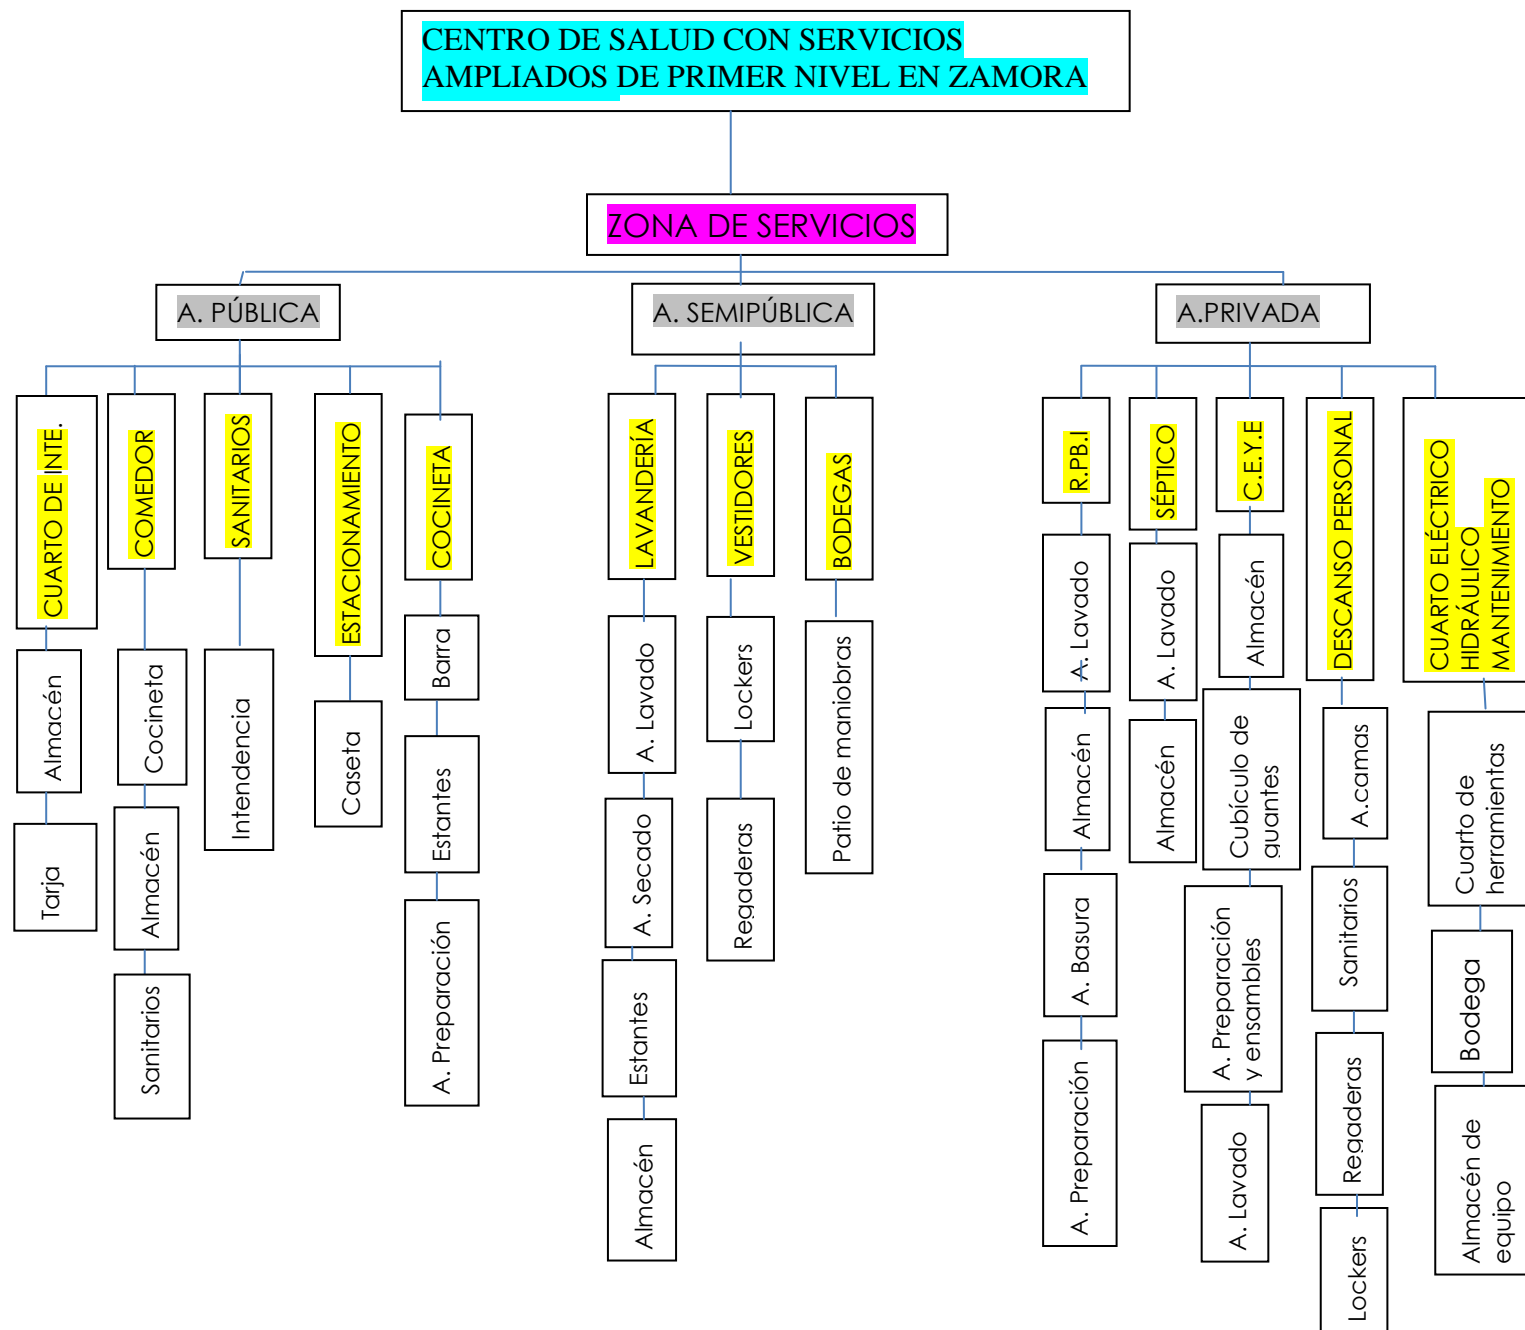 CENTRO DE SALUD CON SERVICIOS
AMPLIADOS DE PRIMER NIVEL EN ZAMORA
ZONA DE SERVICIOS
A. PÚBLICA
A. SEMIPÚBLICA
A.PRIVADA
CUARTO DE INTE.
Almacén
Tarja
COMEDOR
Cocineta
Almacén
Sanitarios
SANITARIOS
Intendencia
ESTACIONAMIENTO
Caseta
COCINETA
Barra
Estantes
A. Preparación
LAVANDERÍA
A. Lavado
A. Secado
Estantes
Almacén
VESTIDORES
Lockers
Regaderas
BODEGAS
Patio de maniobras
R.PB.I
A. Lavado
Almacén
A. Basura
A. Preparación
SÉPTICO
A. Lavado
Almacén
C.E.Y.E
Almacén
Cubículo de
guantes
A. Preparación
y ensambles
A. Lavado
DESCANSO PERSONAL
A.camas
Sanitarios
Regaderas
Lockers
CUARTO ELÉCTRICO
HIDRÁULICO
MANTENIMIENTO
Cuarto de
herramientas
Bodega
Almacén de
equipo